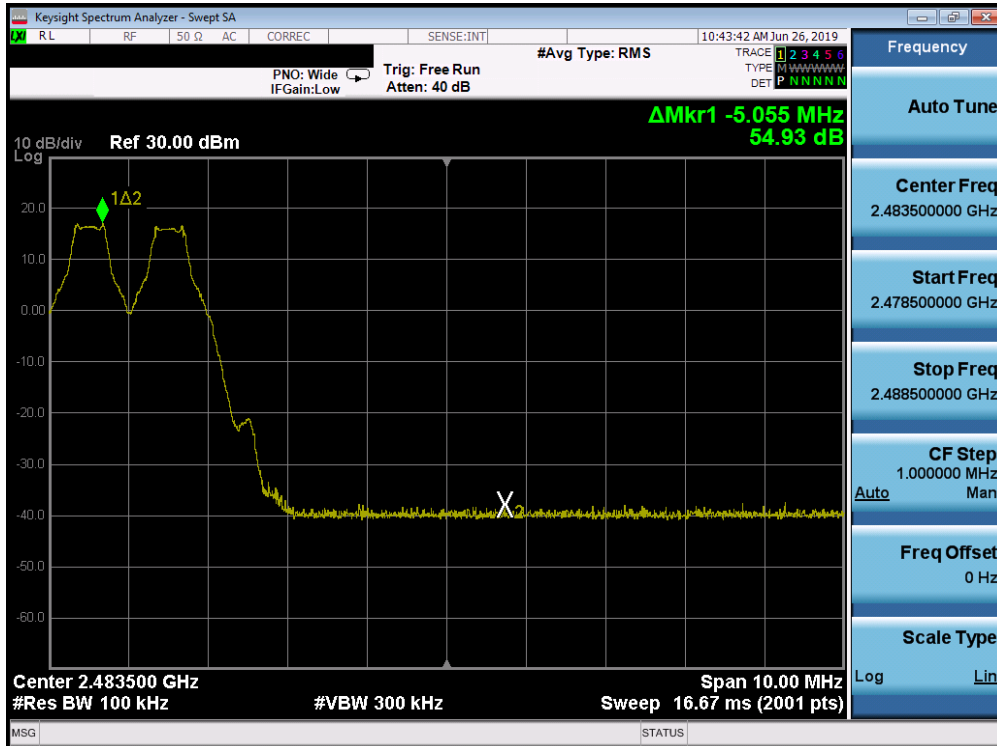 Keysight Spectrum Analyzer - Swept SA
LXI RL RF 50 Ω AC CORREC SENSE:INT 10:43:42 AM Jun 26, 2019
PNO: Wide Trig: Free Run #Avg Type: RMS TRACE 1 2 3 4 5 6
IFGain:Low Atten: 40 dB TYPE M WWWWW
DET P N N N N N
ΔMkr1 -5.055 MHz
54.93 dB
10 dB/div Ref 30.00 dBm
Log
1Δ2
20.0
10.0
0.00
-10.0
-20.0
-30.0
-40.0
X2
-50.0
-60.0
Center 2.483500 GHz Span 10.00 MHz
#Res BW 100 kHz #VBW 300 kHz Sweep 16.67 ms (2001 pts)
MSG STATUS
Frequency
Auto Tune
Center Freq
2.483500000 GHz
Start Freq
2.478500000 GHz
Stop Freq
2.488500000 GHz
CF Step
1.000000 MHz
Auto Man
Freq Offset
0 Hz
Scale Type
Log Lin